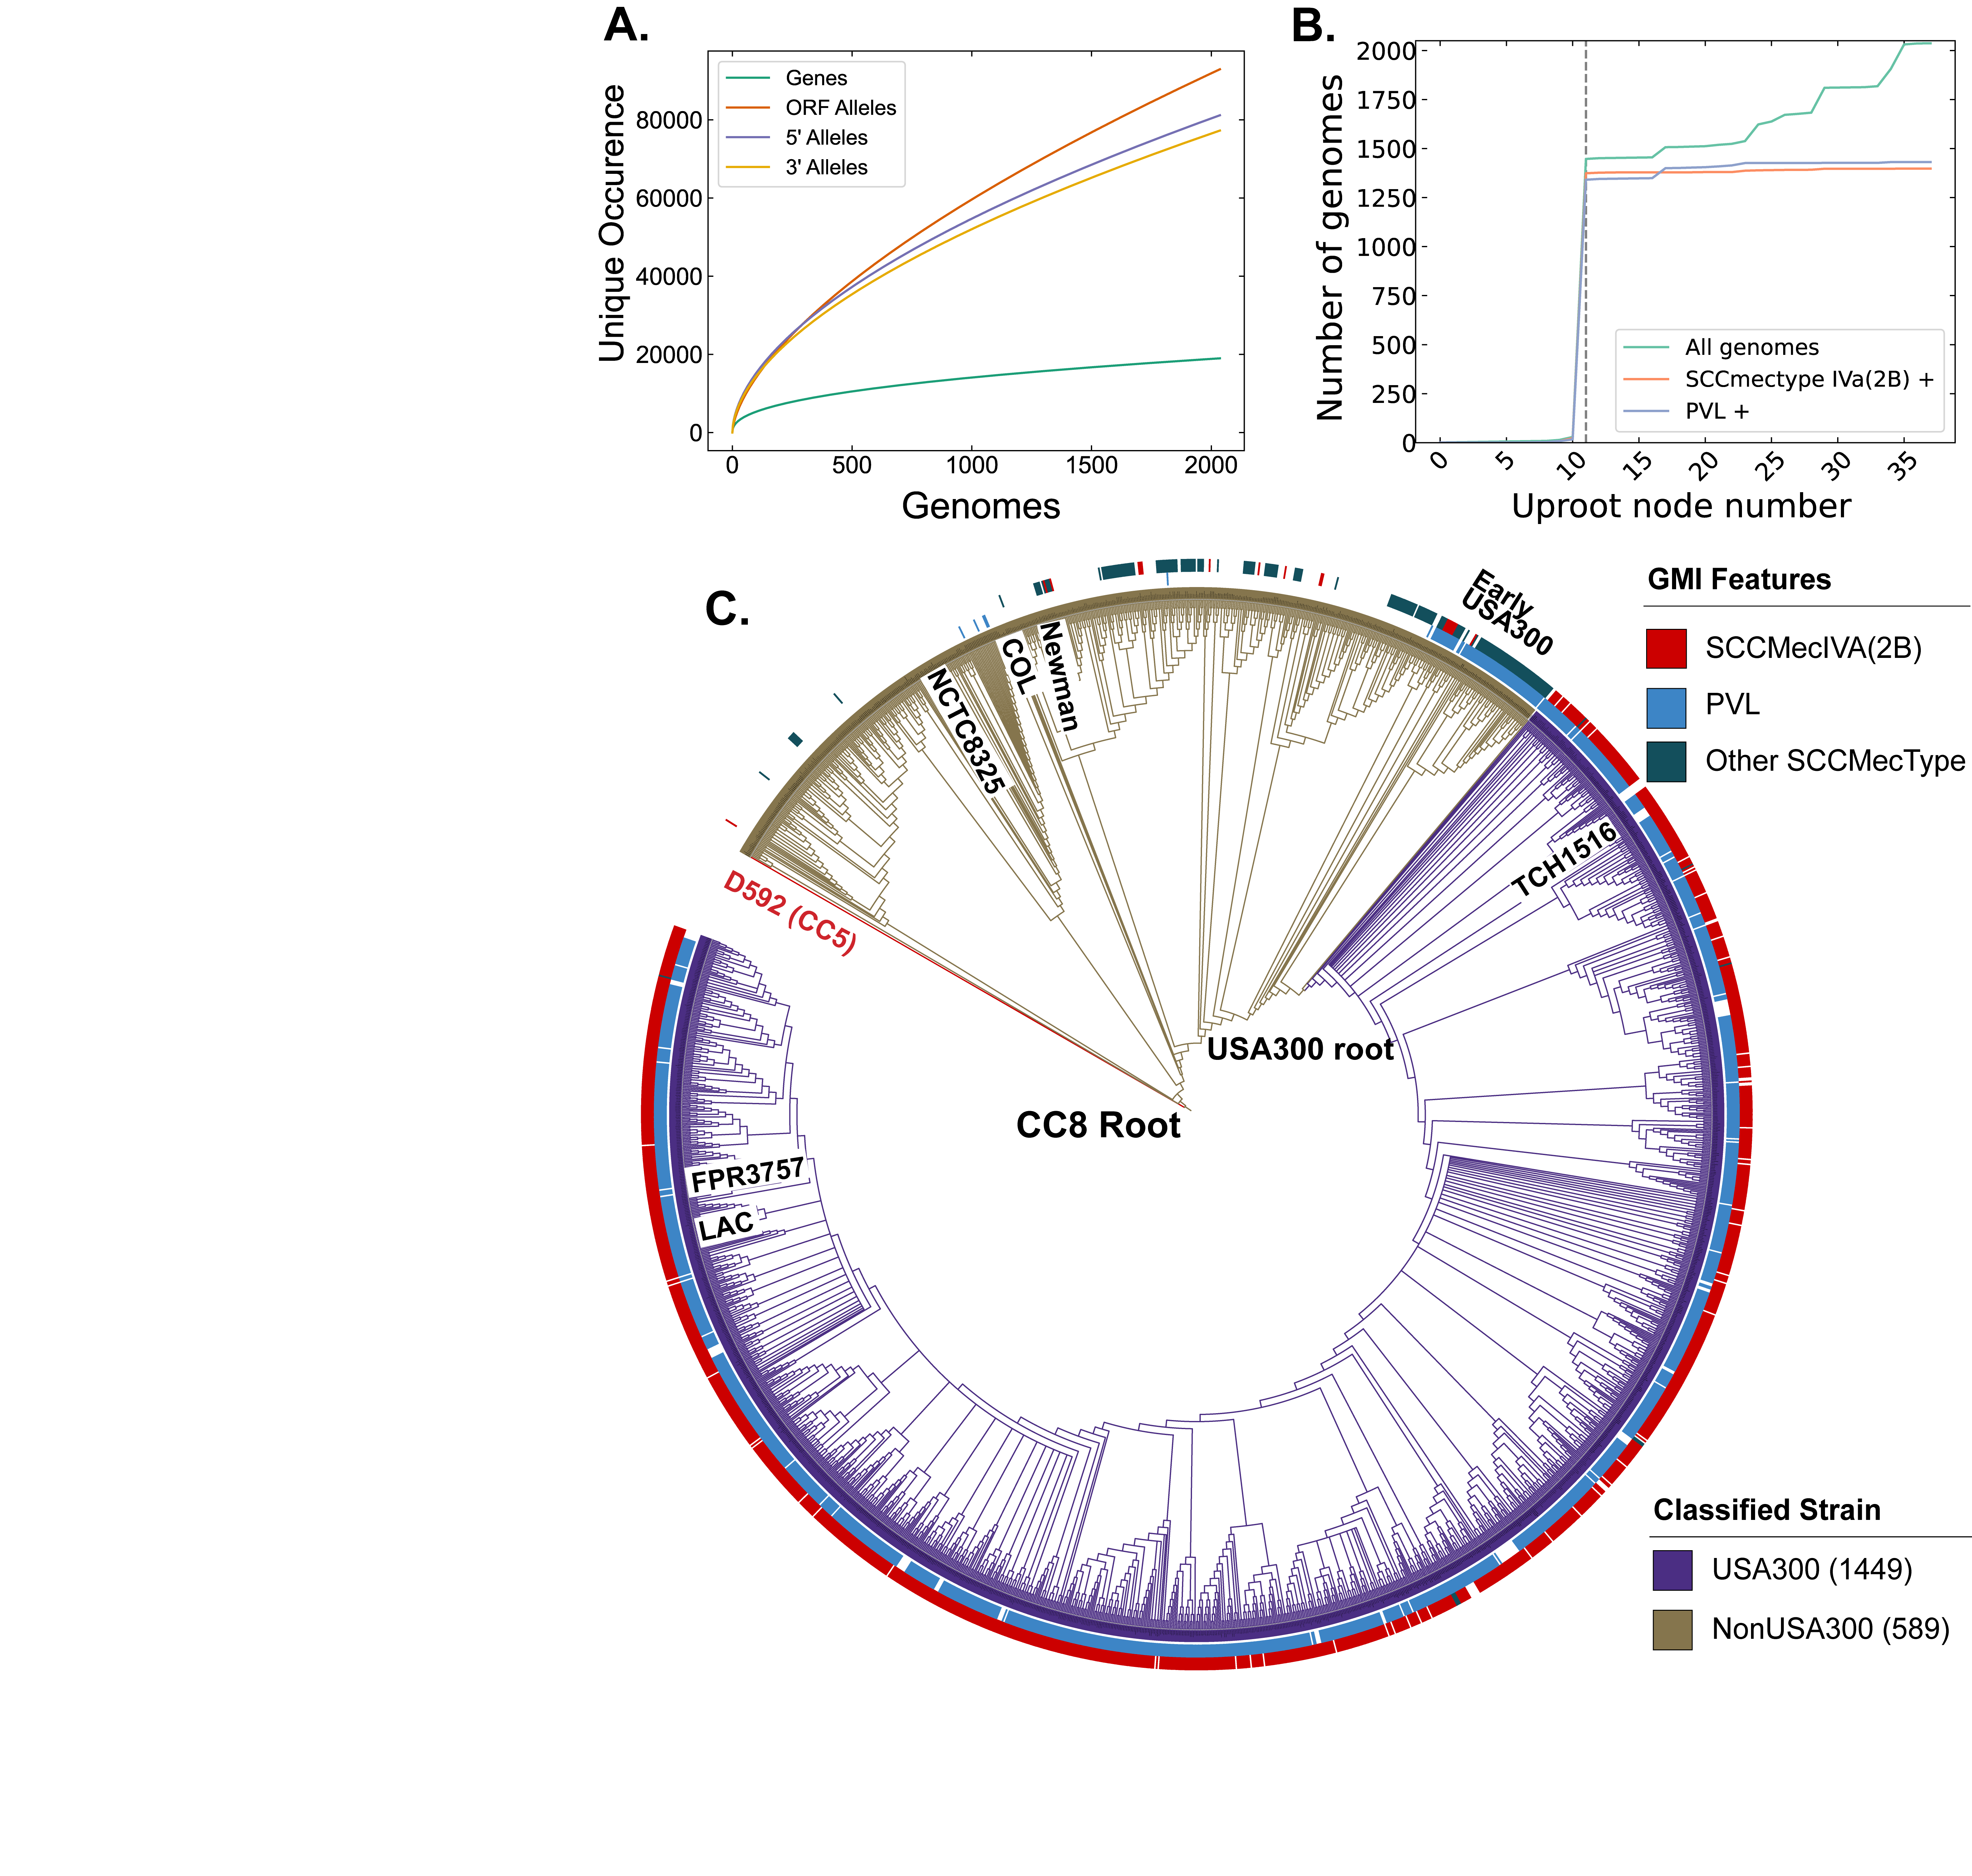 A.
Unique Occurence
80000
60000
40000
20000
0
Genes
ORF Alleles
5' Alleles
3' Alleles
0 500 1000 1500 2000
Genomes
B.
Number of genomes
2000
1750
1500
1250
1000
750
500
250
0
All genomes
SCCmectype IVa(2B) +
PVL +
0 5 10 15 20 25 30 35
Uproot node number
C.
GMI Features
SCCMecIVA(2B)
PVL
Other SCCMecType
Early
USA300
Newman
COL
NCTC8325
TCH1516
D592 (CC5)
USA300 root
CC8 Root
FPR3757
LAC
Classified Strain
USA300 (1449)
NonUSA300 (589)